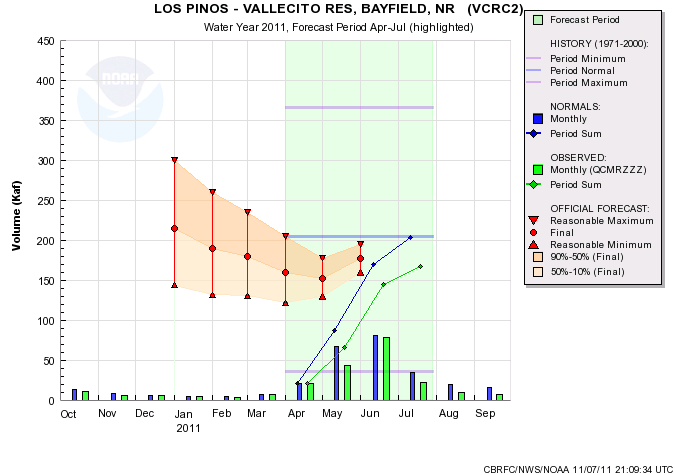 LOS PINOS - VALLECITO RES, BAYFIELD, NR (VCRC2)
Water Year 2011, Forecast Period Apr-Jul (highlighted)
NOAA
Volume (Kaf)
450
400
350
300
250
200
150
100
50
0
Oct Nov Dec Jan Feb Mar Apr May Jun Jul Aug Sep
2011
Forecast Period
HISTORY (1971-2000):
Period Minimum
Period Normal
Period Maximum
NORMALS:
Monthly
Period Sum
OBSERVED:
Monthly (QCMRZZZ)
Period Sum
OFFICIAL FORECAST:
Reasonable Maximum
Final
Reasonable Minimum
90%-50% (Final)
50%-10% (Final)
CBRFC/NWS/NOAA 11/07/11 21:09:34 UTC